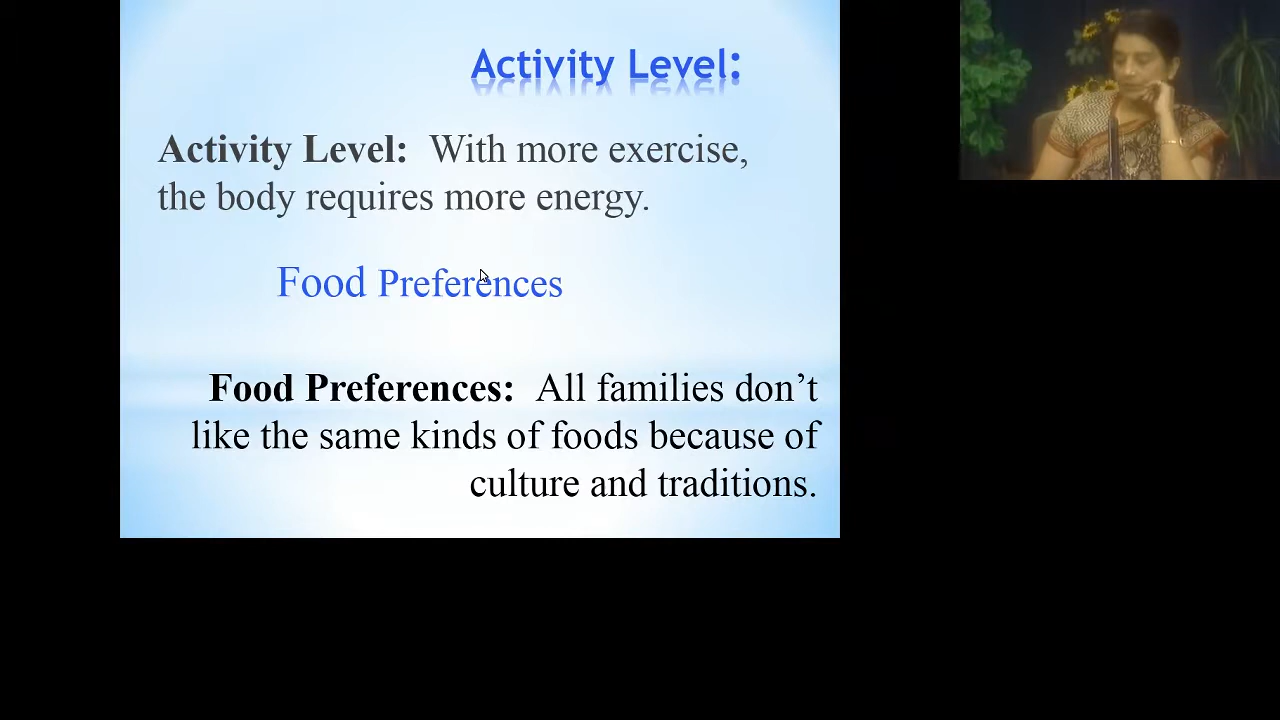 Activity Level:
Activity Level: With more exercise,
the body requires more energy.
Food Preferences
Food Preferences: All families don’t
like the same kinds of foods because of
culture and traditions.